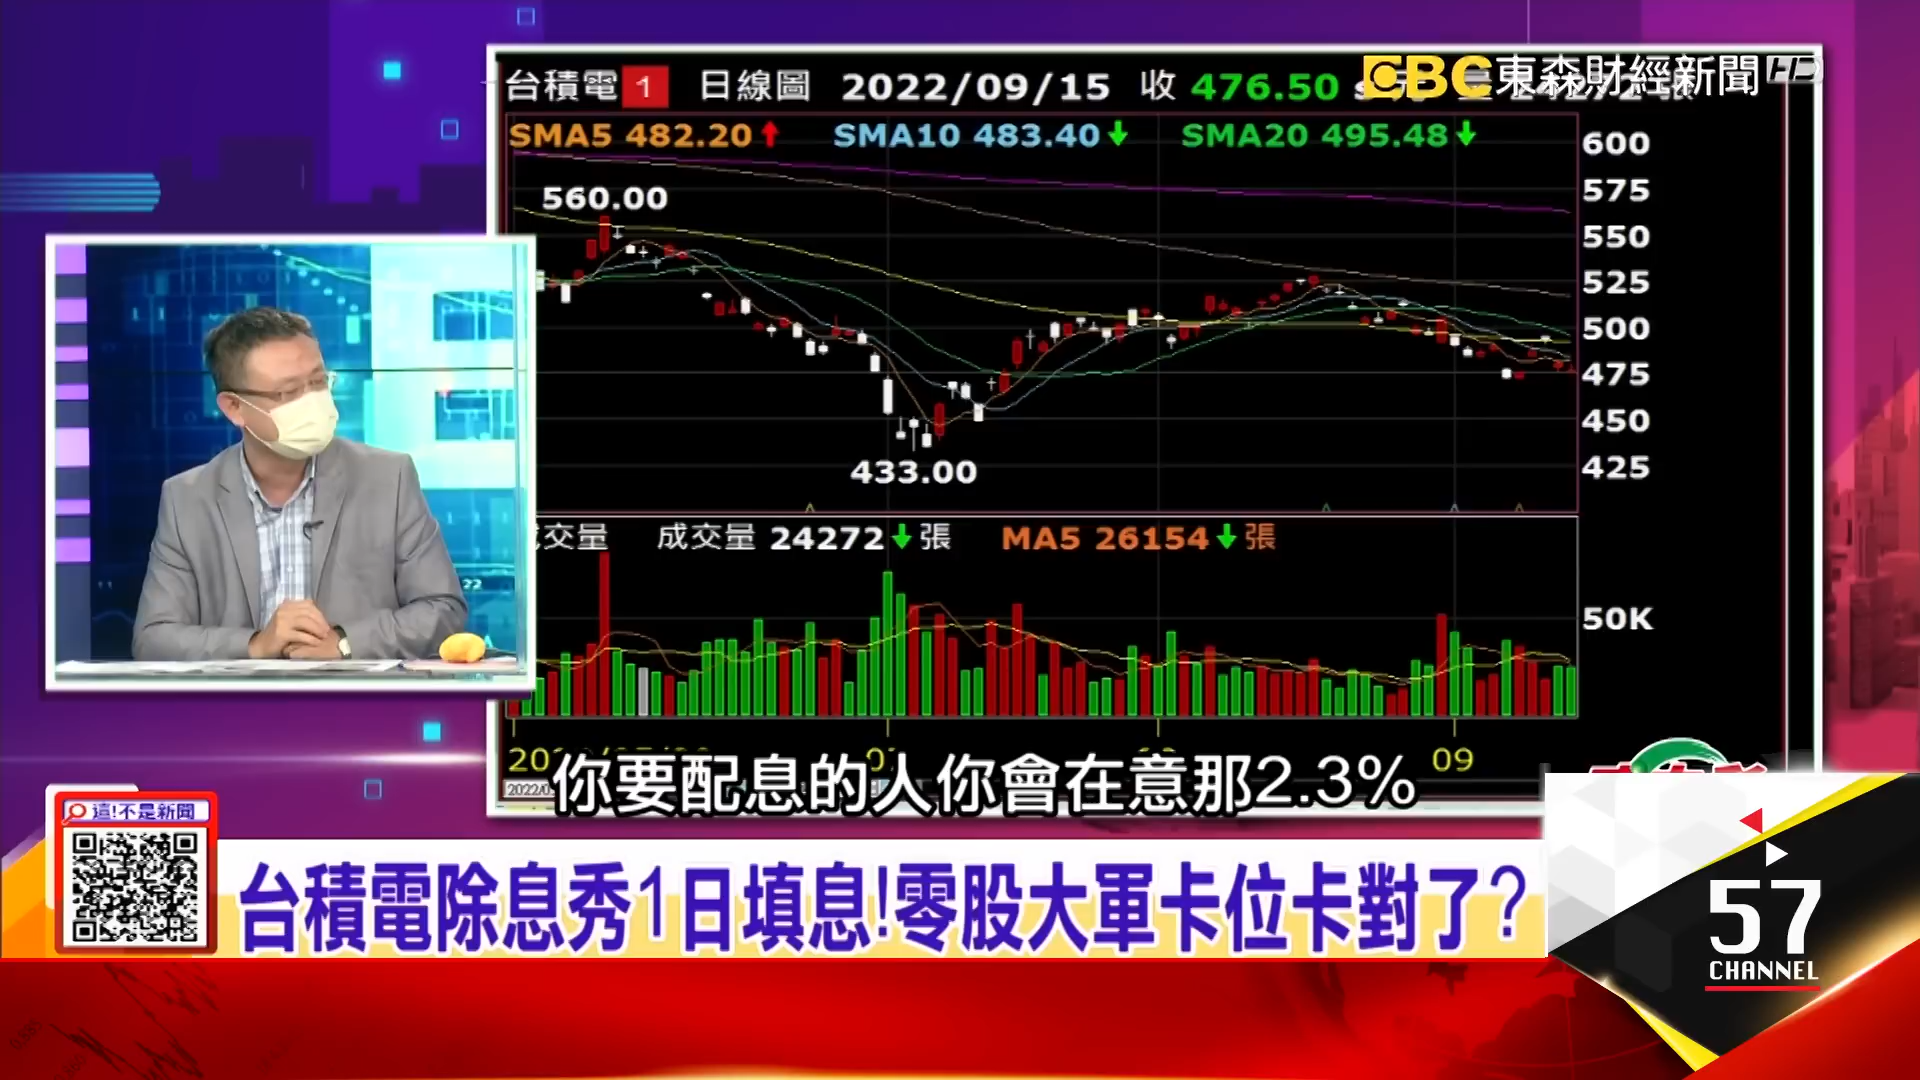 EBC 東森財經新聞 HD
台積電 1 日線圖 2022/09/15 收 476.50
SMA5 482.20 SMA10 483.40 SMA20 495.48
600
575
550
525
500
475
450
425
560.00
433.00
交量 成交量 24272 張 MA5 26154 張
50K
09
你要配息的人你會在意那2.3%
這!不是新聞
台積電除息秀1日填息!零股大軍卡位卡對了?
57
CHANNEL